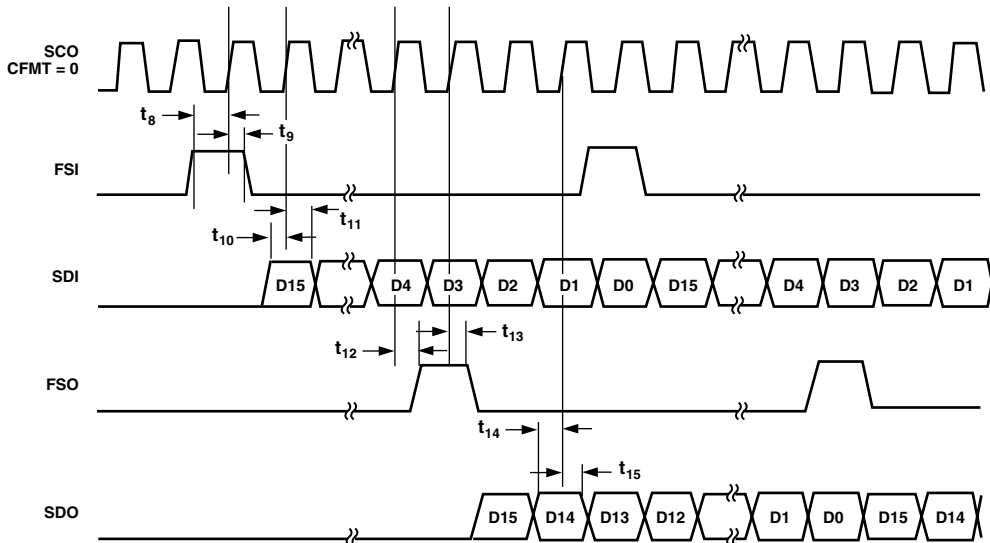 SCO
CFMT = 0
t8
t9
FSI
t11
t10
SDI
D15 D4 D3 D2 D1 D0 D15 D4 D3 D2 D1
t13
t12
FSO
t14
t15
SDO
D15 D14 D13 D12 D1 D0 D15 D14